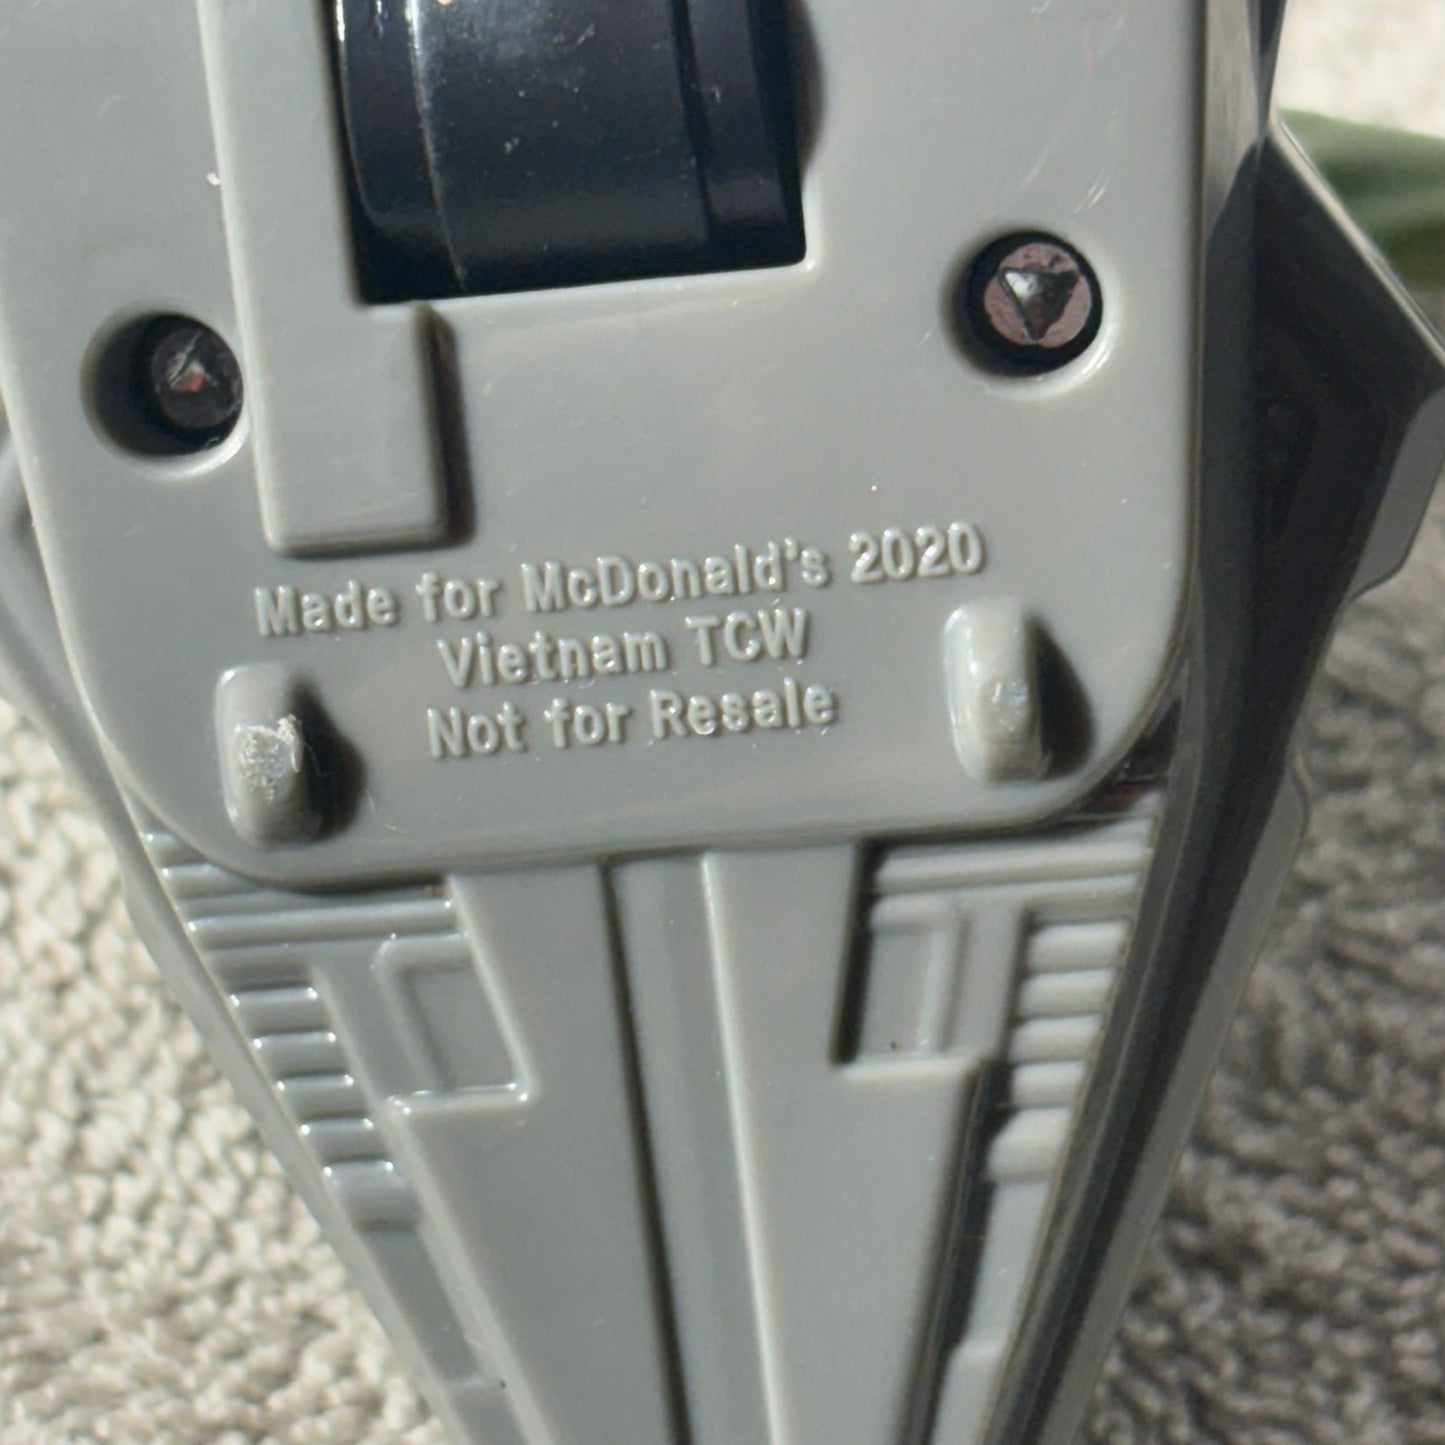 Made for McDonald's 2020
Vietnam TCW
Not for Resale